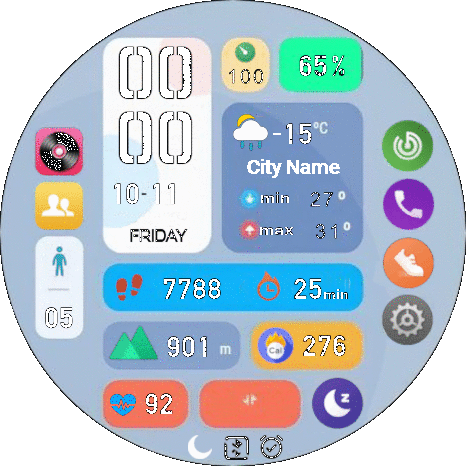 00
00
10-11
FRIDAY
100
65%
-15°C
City Name
min 27°
max 31°
05
7788
25min
901 m
Cal
276
92
z